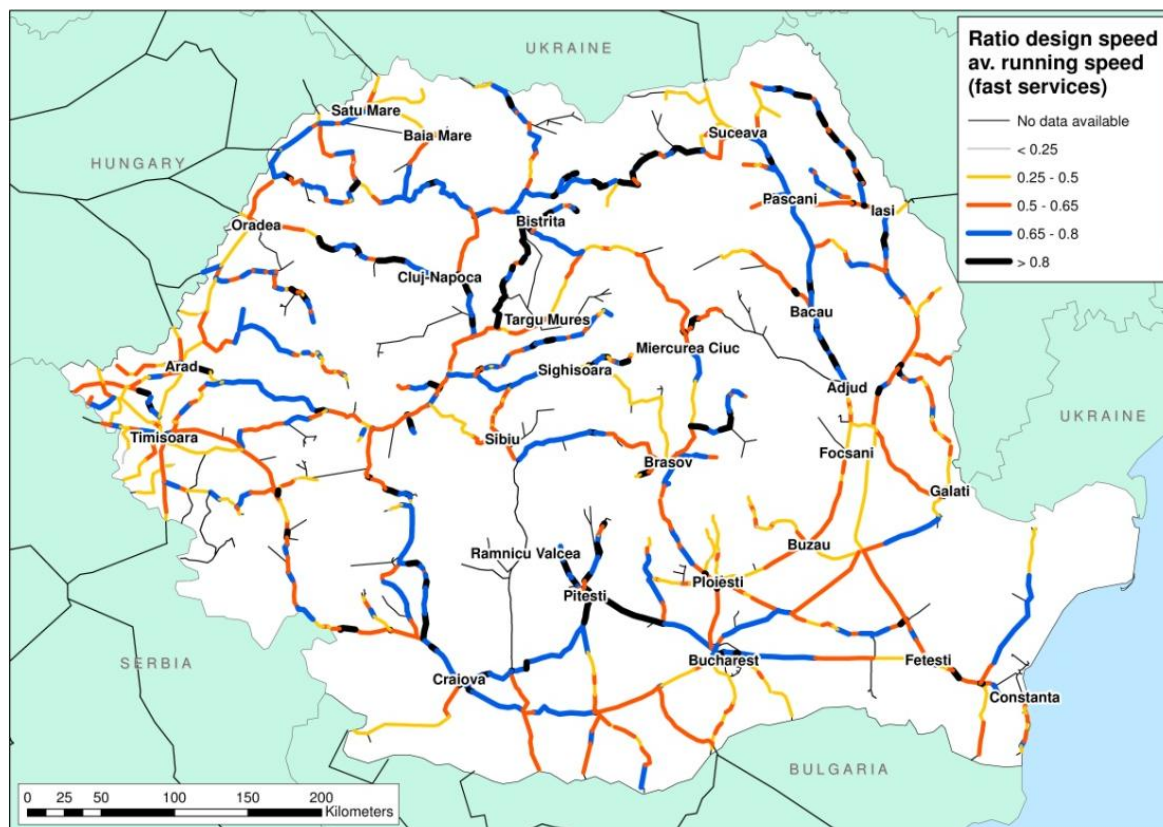 UKRAINE
Ratio design speed
av. running speed
(fast services)
No data available
< 0.25
0.25 - 0.5
0.5 - 0.65
0.65 - 0.8
> 0.8
Satu Mare
Baia Mare
Suceava
HUNGARY
Pascani
Iasi
Oradea
Bistrita
Cluj-Napoca
Targu Mures
Bacau
Miercurea Ciuc
Arad
Sighisoara
Adjud
UKRAINE
Timisoara
Sibiu
Focsani
Brasov
Galati
Buzau
Ramnicu Valcea
Ploiesti
Pitesti
SERBIA
Bucharest
Fetesti
Craiova
Constanta
BULGARIA
0 25 50 100 150 200
Kilometers